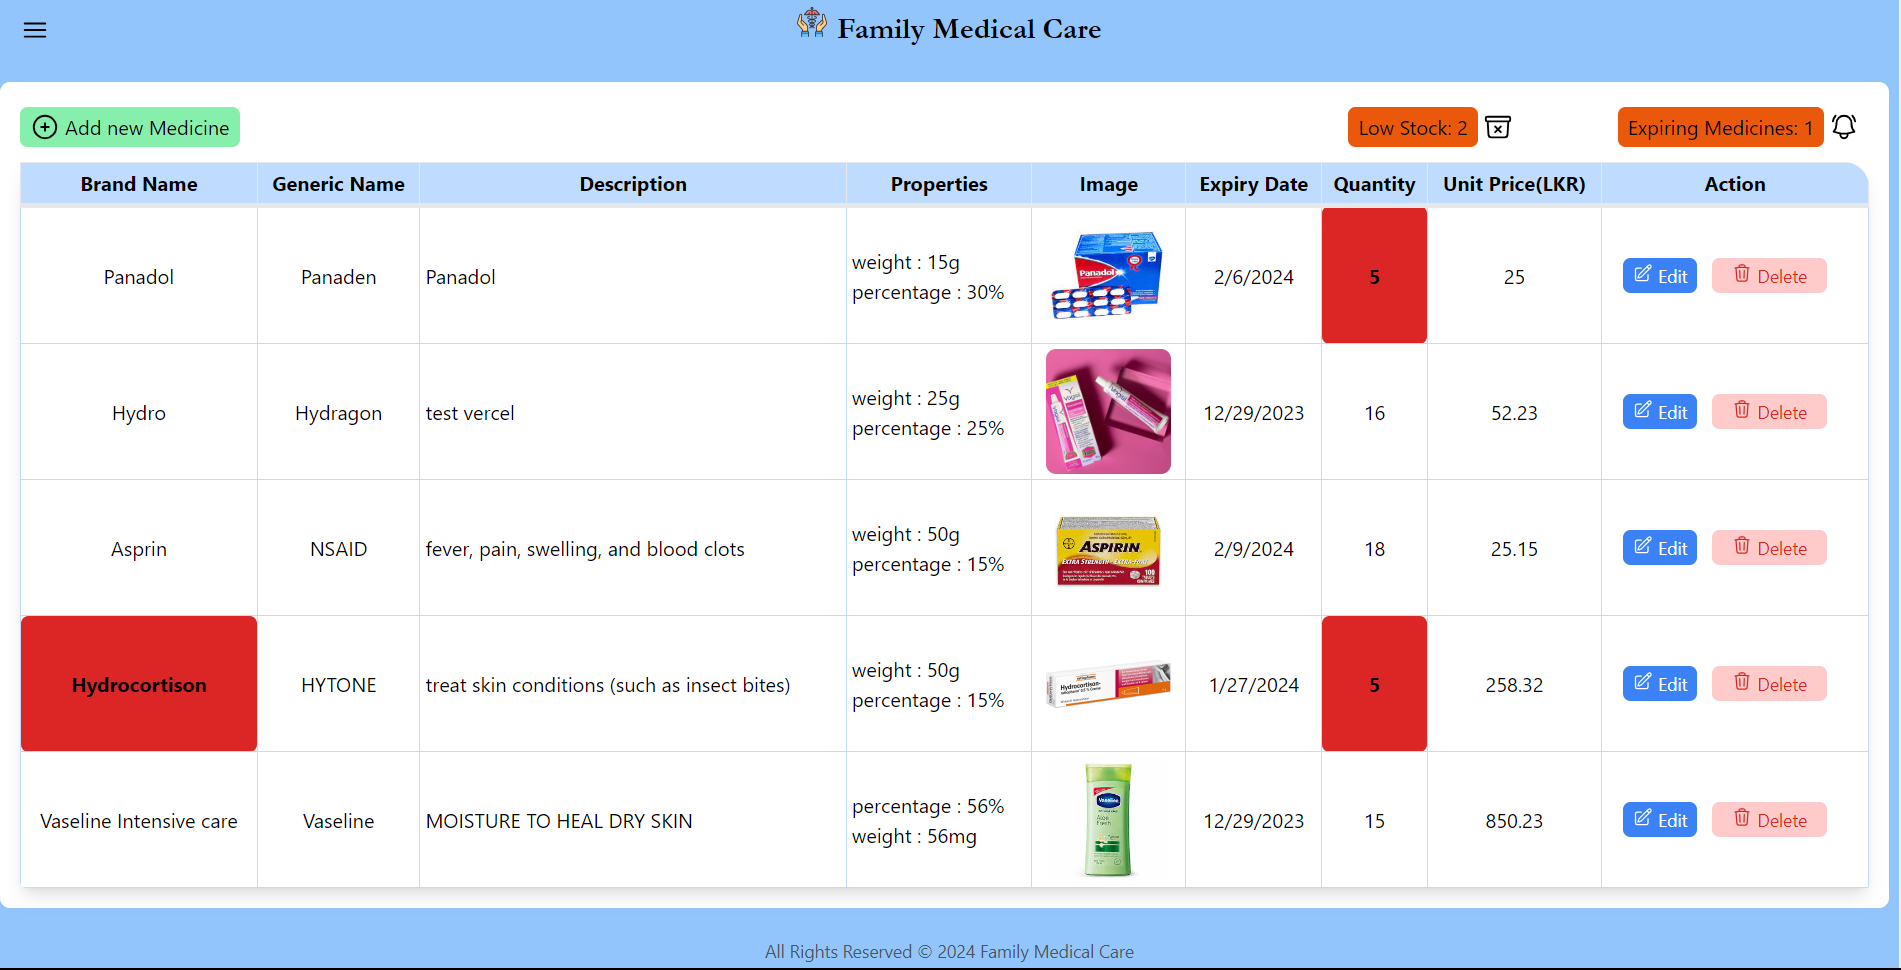 Family Medical Care
Add new Medicine
Low Stock: 2
Expiring Medicines: 1
Brand Name Generic Name Description Properties Image Expiry Date Quantity Unit Price(LKR) Action
Panadol Panaden Panadol
weight : 15g
percentage : 30%
Panadol
2/6/2024 5 25 Edit Delete
Hydro Hydragon test vercel
weight : 25g
percentage : 25%
12/29/2023 16 52.23 Edit Delete
Asprin NSAID fever, pain, swelling, and blood clots
weight : 50g
percentage : 15%
ASPIRIN
EXTRA STRENGTH
100
2/9/2024 18 25.15 Edit Delete
Hydrocortison HYTONE treat skin conditions (such as insect bites)
weight : 50g
percentage : 15%
Hydrocortison-
1/27/2024 5 258.32 Edit Delete
Vaseline Intensive care Vaseline MOISTURE TO HEAL DRY SKIN
percentage : 56%
weight : 56mg
Vaseline
Aloe
Fresh
12/29/2023 15 850.23 Edit Delete
All Rights Reserved © 2024 Family Medical Care